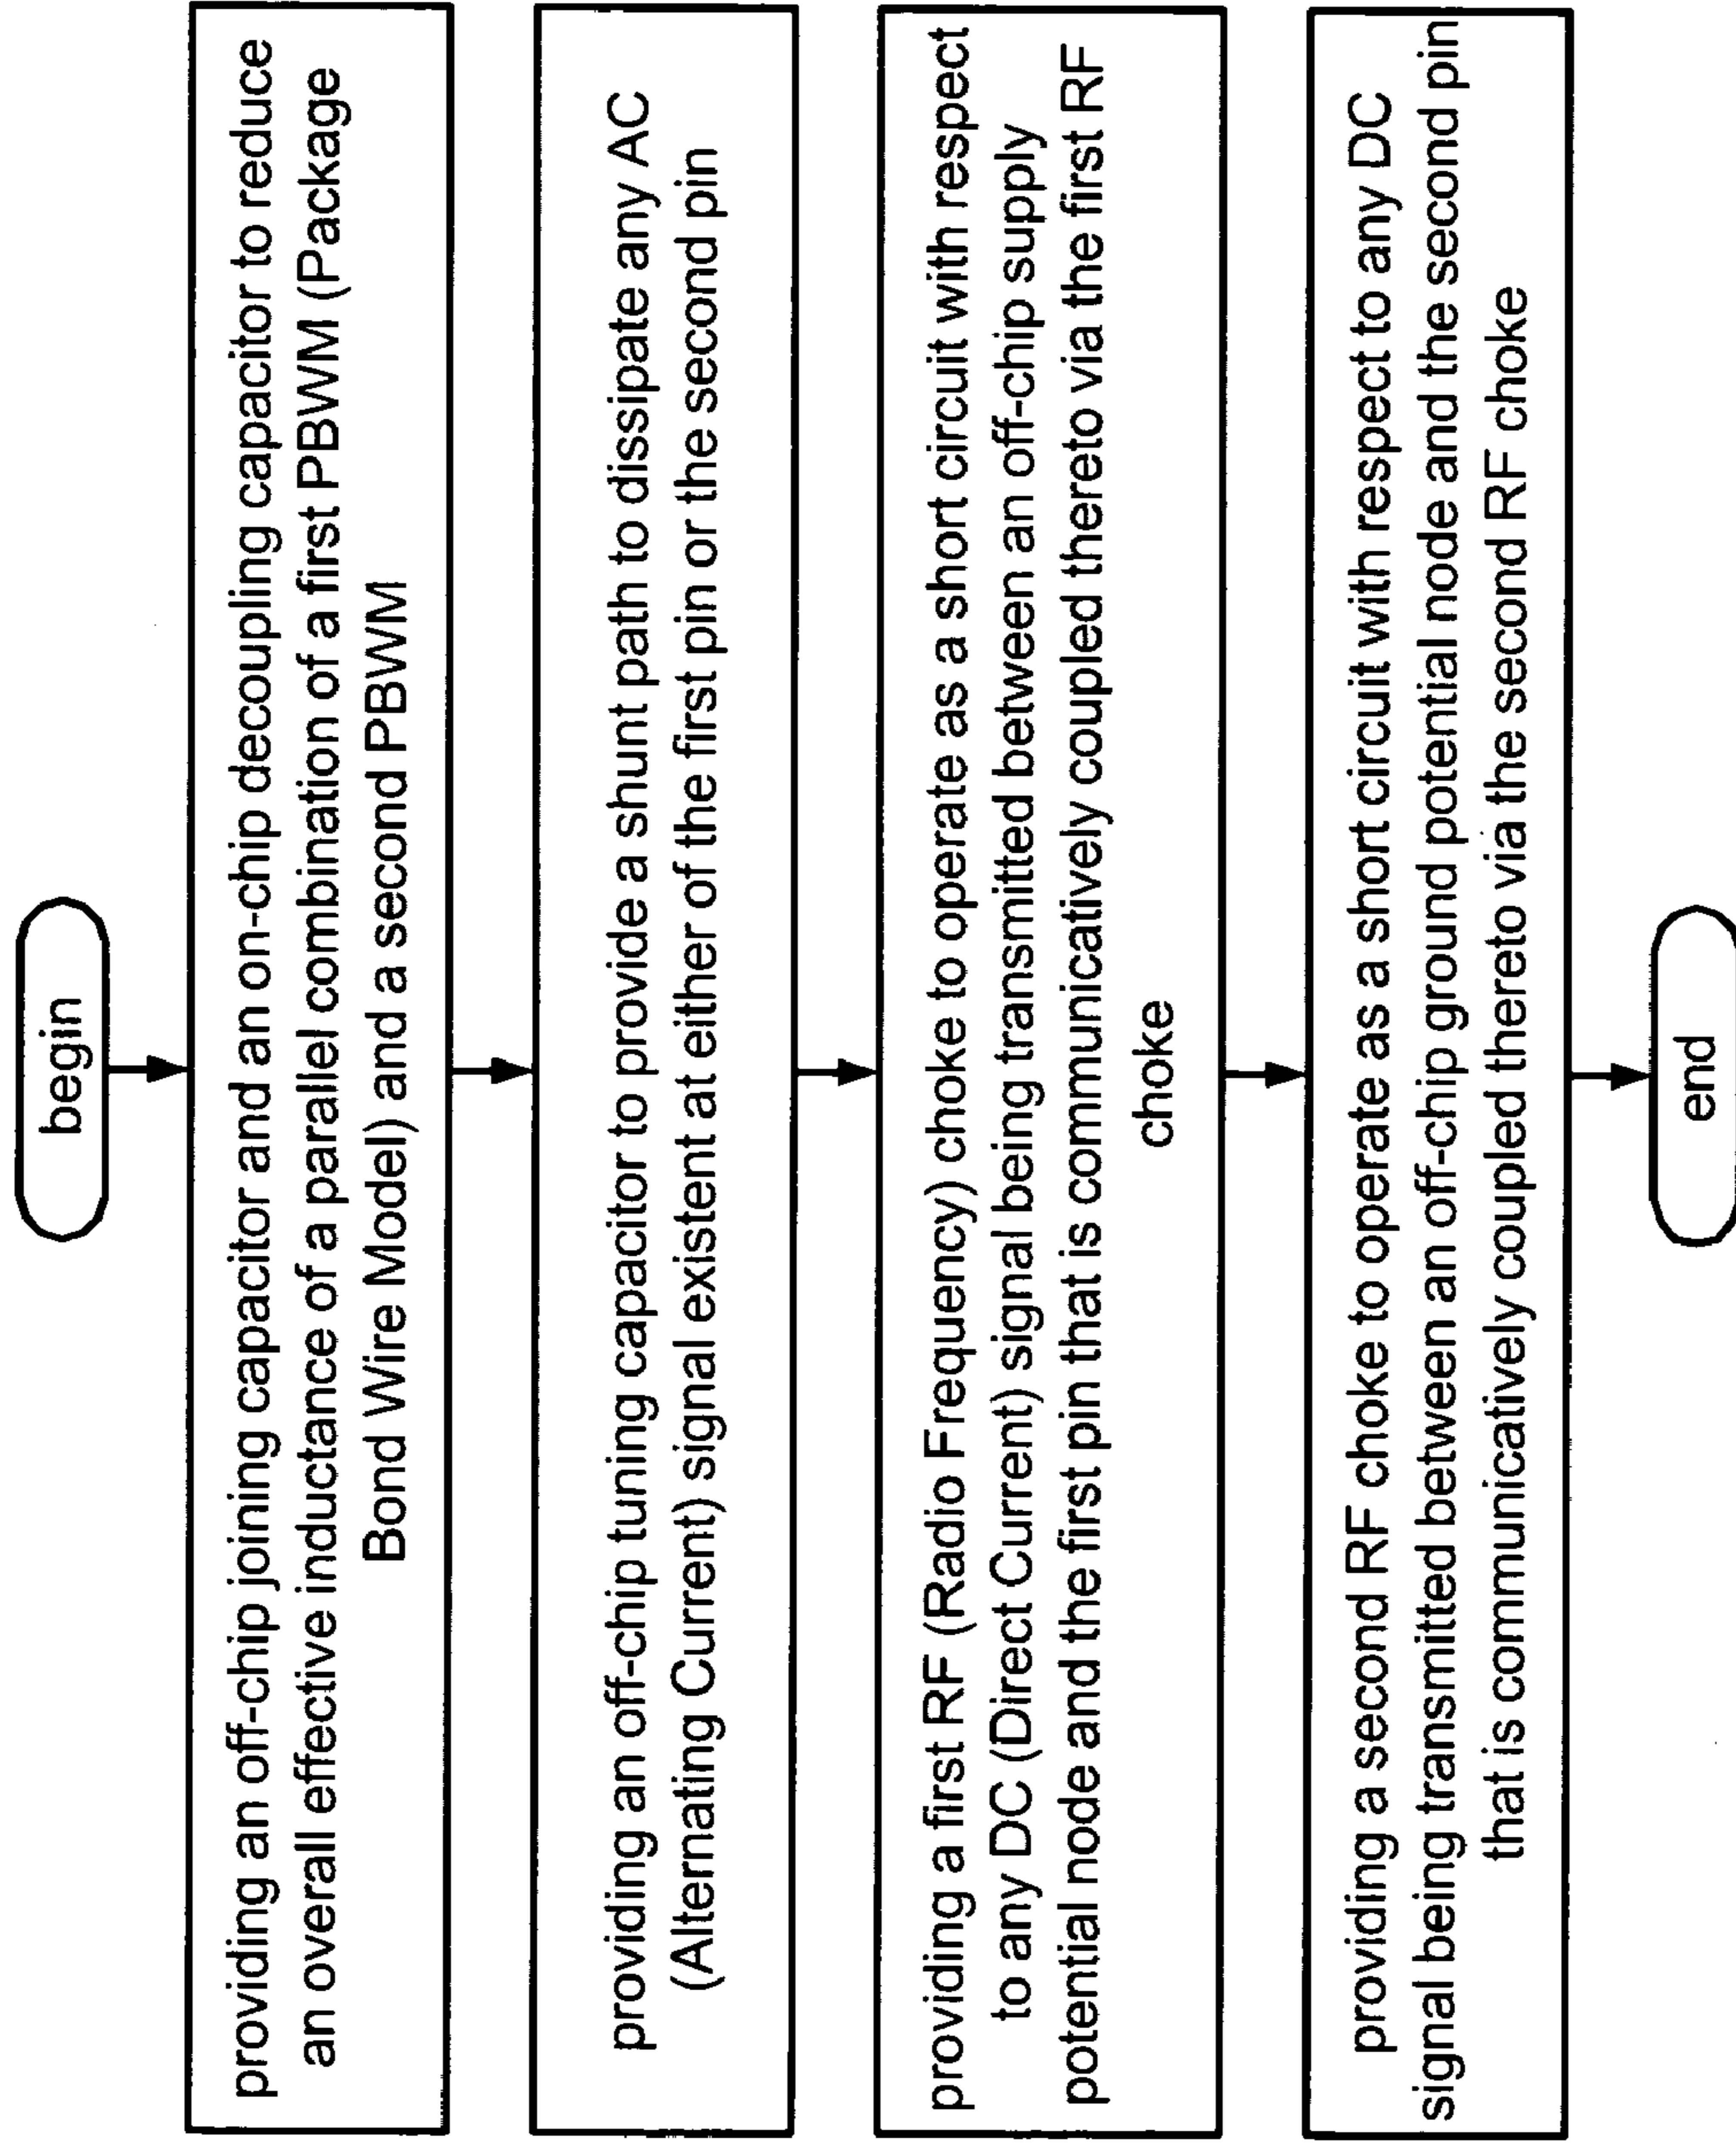 begin
providing an off-chip joining capacitor and an on-chip decoupling capacitor to reduce
an overall effective inductance of a parallel combination of a first PBWM (Package
Bond Wire Model) and a second PBWM
providing an off-chip tuning capacitor to provide a shunt path to dissipate any AC
(Alternating Current) signal existent at either of the first pin or the second pin
providing a first RF (Radio Frequency) choke to operate as a short circuit with respect
to any DC (Direct Current) signal being transmitted between an off-chip supply
potential node and the first pin that is communicatively coupled thereto via the first RF
choke
providing a second RF choke to operate as a short circuit with respect to any DC
signal being transmitted between an off-chip ground potential node and the second pin
that is communicatively coupled thereto via the second RF choke
end